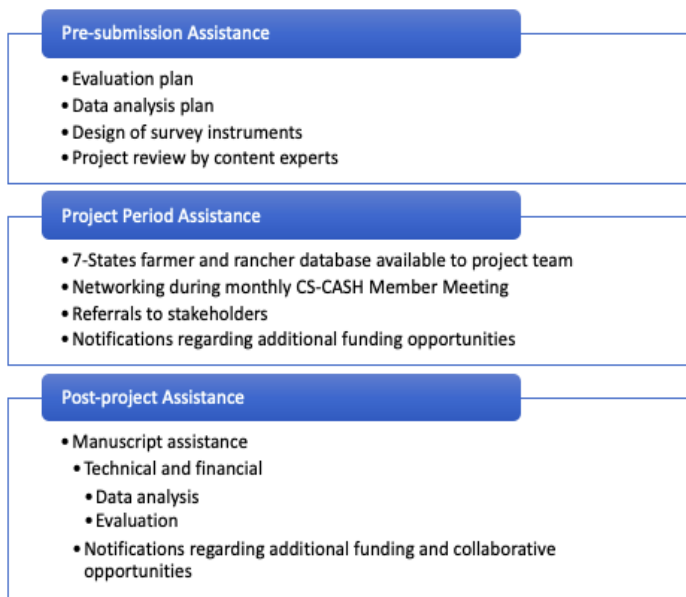 Pre-submission Assistance
• Evaluation plan
• Data analysis plan
• Design of survey instruments
• Project review by content experts
Project Period Assistance
• 7-States farmer and rancher database available to project team
• Networking during monthly CS-CASH Member Meeting
• Referrals to stakeholders
• Notifications regarding additional funding opportunities
Post-project Assistance
• Manuscript assistance
• Technical and financial
• Data analysis
• Evaluation
• Notifications regarding additional funding and collaborative
opportunities